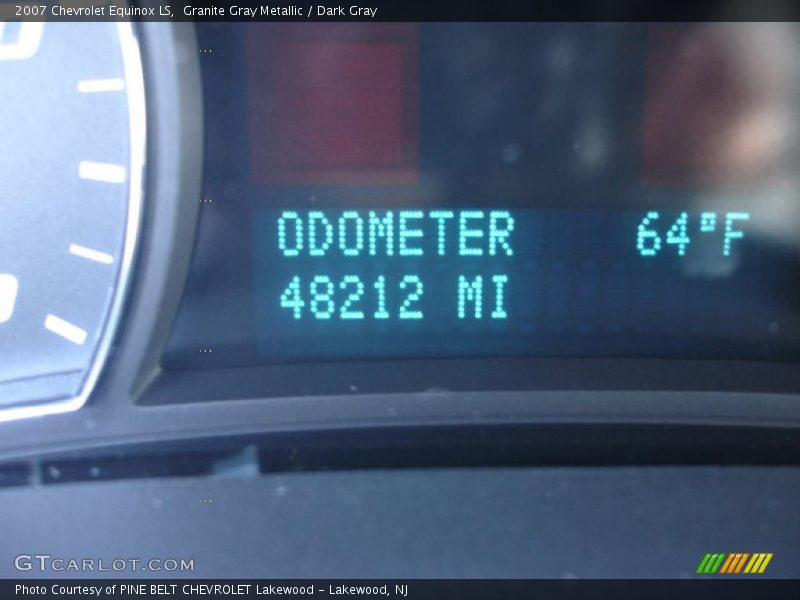 2007 Chevrolet Equinox LS, Granite Gray Metallic / Dark Gray
ODOMETER 64°F
48212 MI
GTCARLOT.COM
Photo Courtesy of PINE BELT CHEVROLET Lakewood - Lakewood, NJ